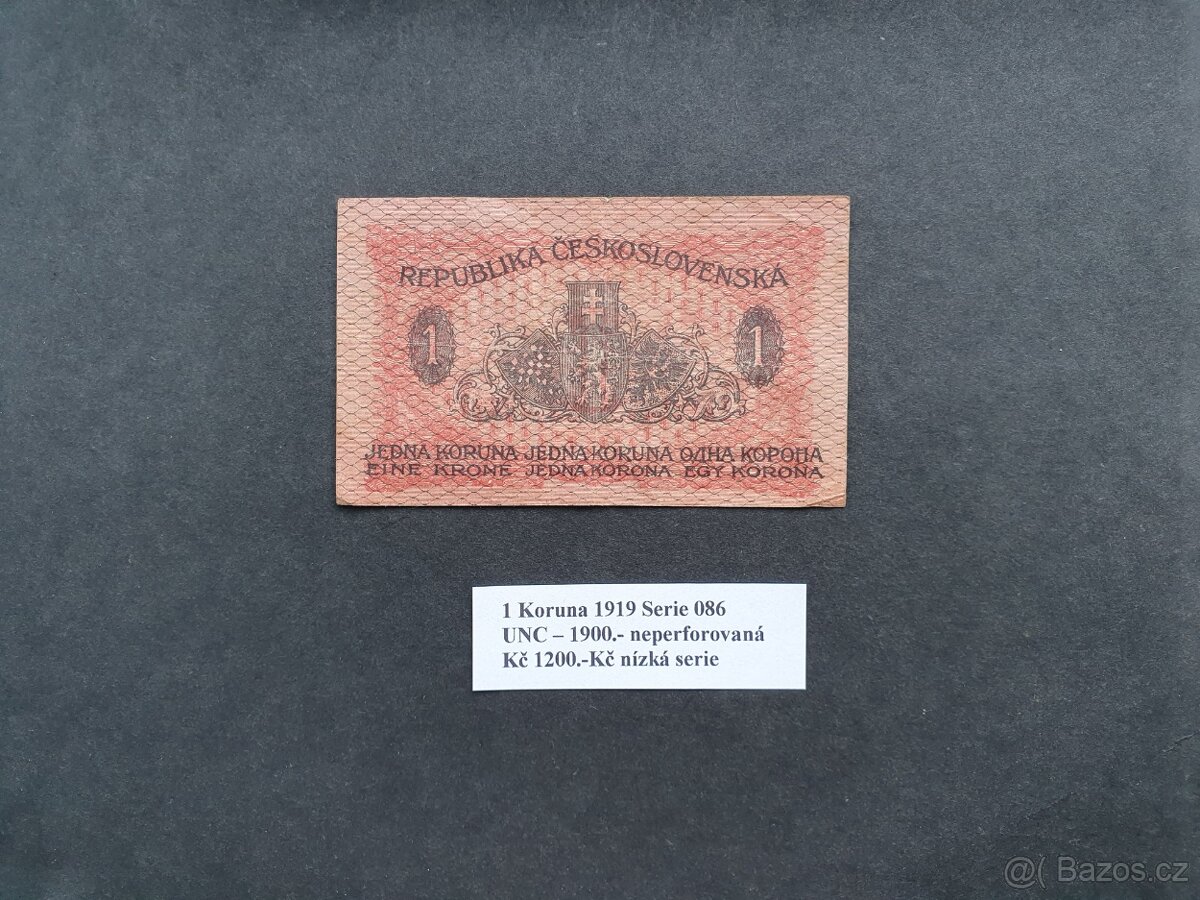 REPUBLIKA ČESKOSLOVENSKÁ
1 1
JEDNA KORUNA JEDNA KORUNA ОДНА КОРОНА
EINE KRONE JEDNA KORONA EGY KORONA
1 Koruna 1919 Serie 086
UNC – 1900.- neperforovaná
Kč 1200.-Kč nízká serie
@( Bazos.cz